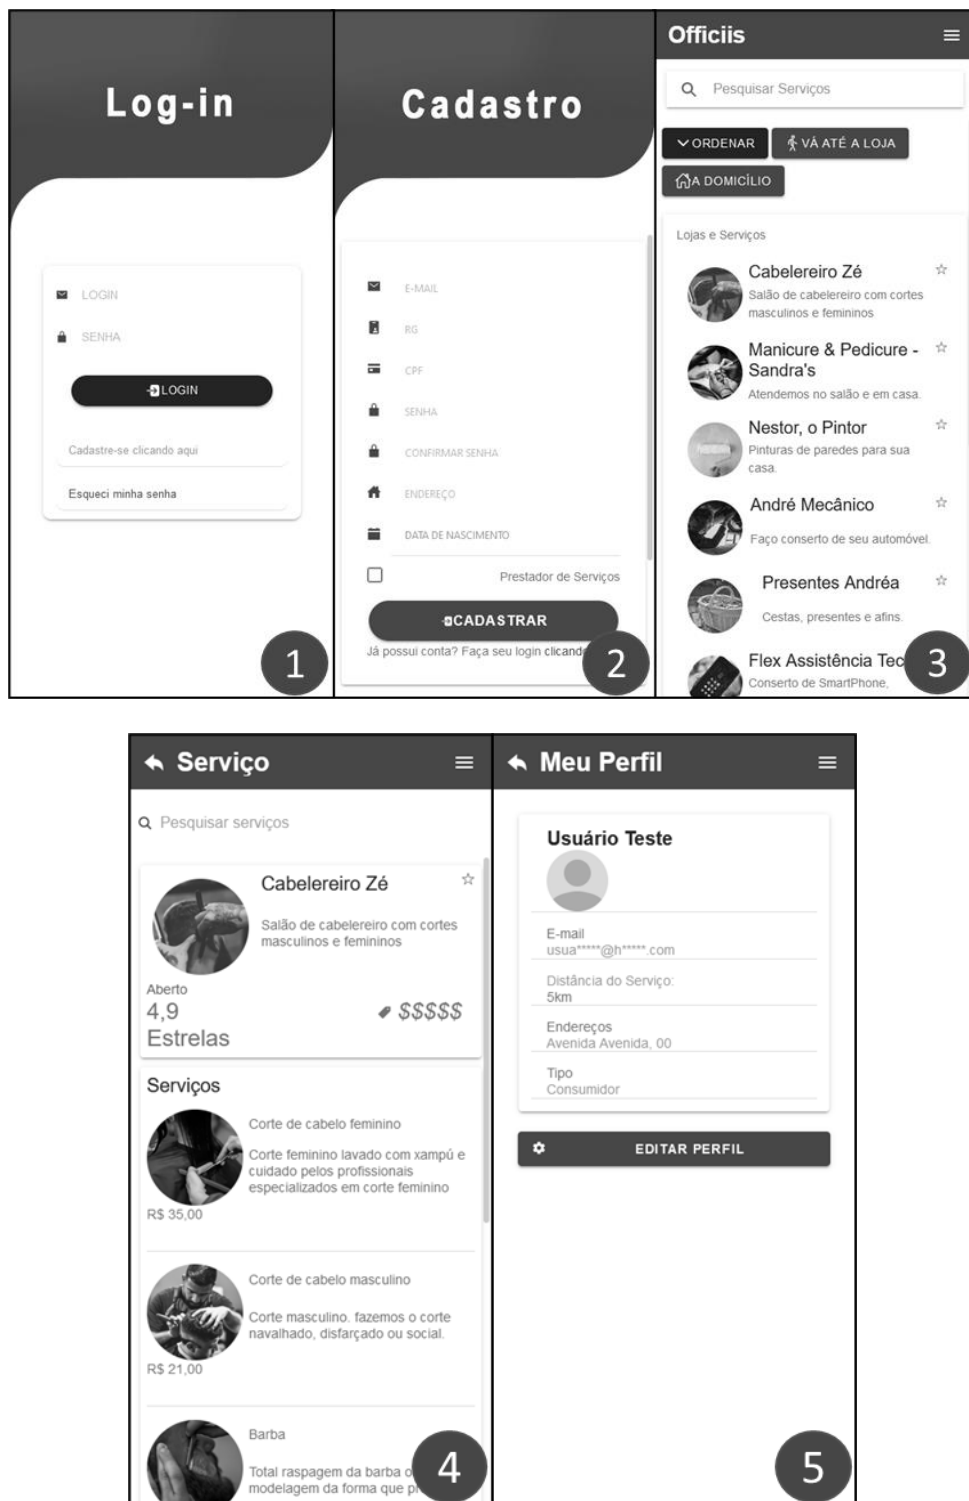 Log-in
LOGIN
SENHA
LOGIN
Cadastre-se clicando aqui
Esqueci minha senha
1
Cadastro
E-MAIL
RG
CPF
SENHA
CONFIRMAR SENHA
ENDEREÇO
DATA DE NASCIMENTO
Prestador de Serviços
CADASTRAR
Já possui conta? Faça seu login clicando
2
Officiis
Pesquisar Serviços
ORDENAR
VÁ ATÉ A LOJA
A DOMICÍLIO
Lojas e Serviços
Cabelereiro Zé
Salão de cabelereiro com cortes
masculinos e femininos
Manicure & Pedicure -
Sandra's
Atendemos no salão e em casa.
Nestor, o Pintor
Pinturas de paredes para sua
casa.
André Mecânico
Faço conserto de seu automóvel.
Presentes Andréa
Cestas, presentes e afins.
Flex Assistência Tec
Conserto de SmartPhone,
3
Serviço
Pesquisar serviços
Cabelereiro Zé
Salão de cabelereiro com cortes
masculinos e femininos
Aberto
4,9
Estrelas
$$$$$
Serviços
Corte de cabelo feminino
Corte feminino lavado com xampú e
cuidado pelos profissionais
especializados em corte feminino
R$ 35,00
Corte de cabelo masculino
Corte masculino. fazemos o corte
navalhado, disfarçado ou social.
R$ 21,00
Barba
Total raspagem da barba o
modelagem da forma que
4
Meu Perfil
Usuário Teste
E-mail
usua*****@h*****.com
Distância do Serviço:
5km
Endereços
Avenida Avenida, 00
Tipo
Consumidor
EDITAR PERFIL
5